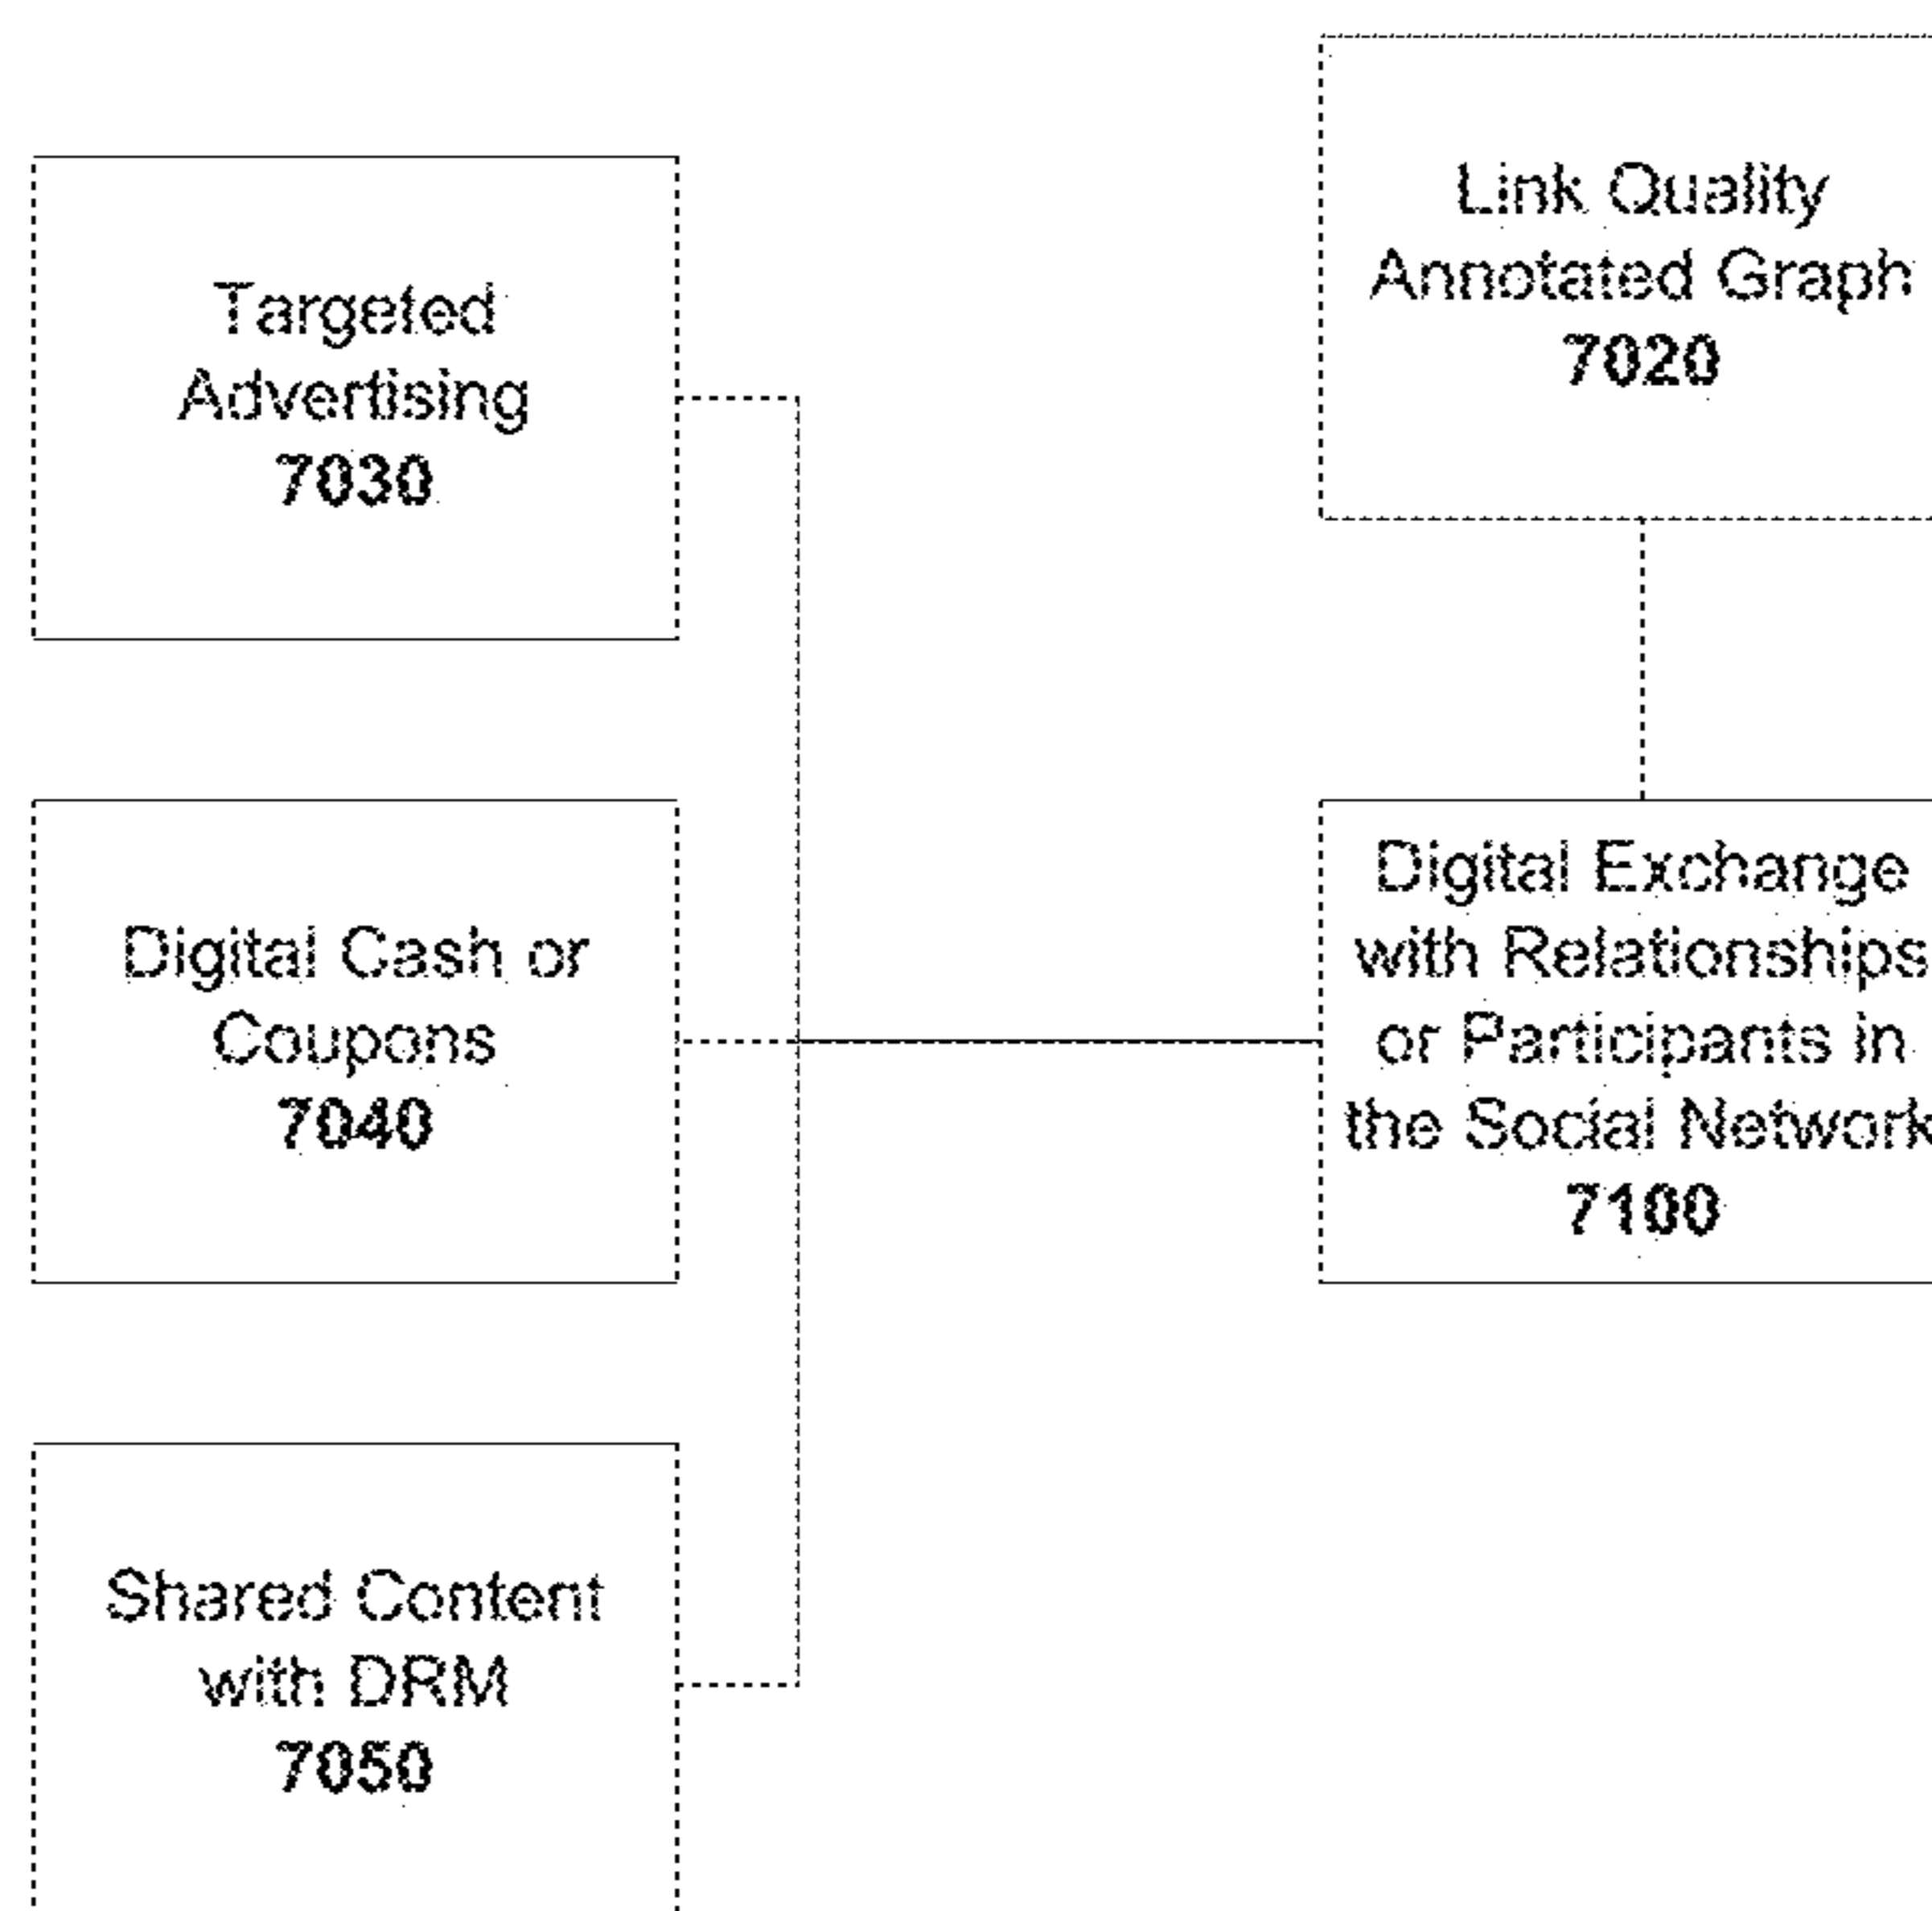 Targeted
Advertising
7030
Link Quality
Annotated Graph
7020
Digital Cash or
Coupons
7040
Digital Exchange
with Relationships
or Participants in
the Social Network
7100
Shared Content
with DRM
7050